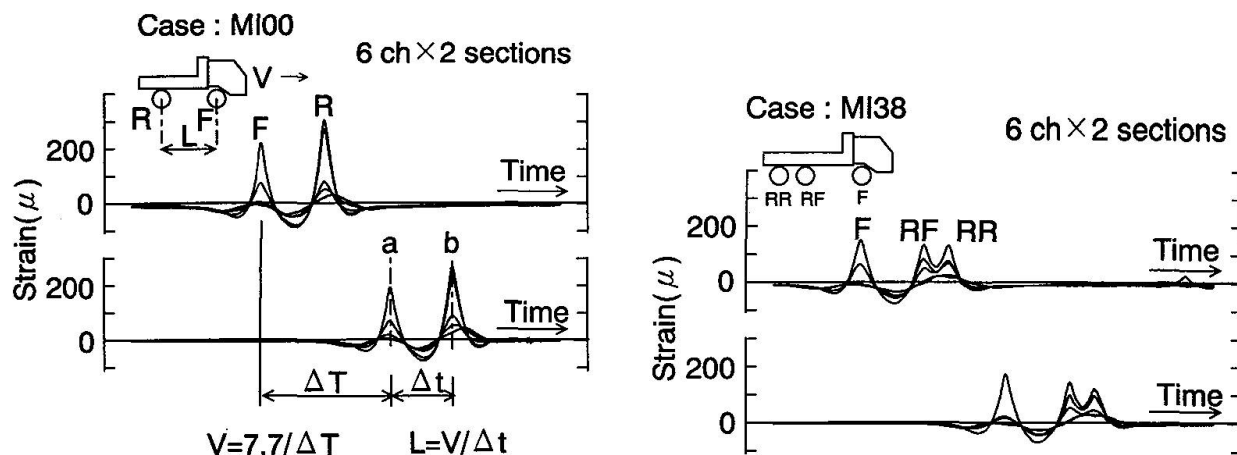 Case : MI00
6 ch×2 sections
V →
R
F
L
F
R
200
0
Time
Strain(μ)
a
b
200
0
Time
ΔT
Δt
V=7.7/ΔT
L=V/Δt
Case : MI38
6 ch×2 sections
RR RF F
F RF RR
200
0
Time
Strain(μ)
200
0
Time